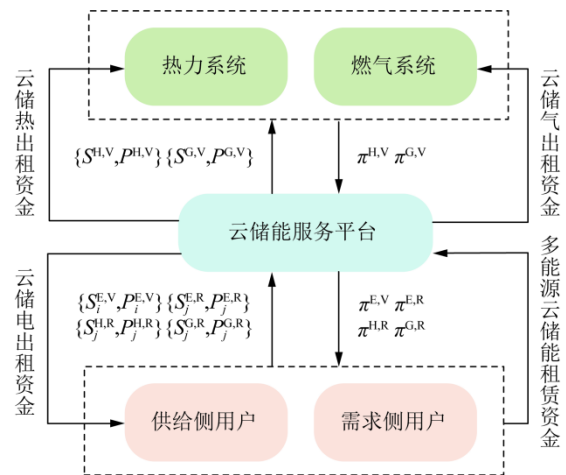 热力系统
燃气系统
云储热出租资金
云储气出租资金
{S^{H,V},P^{H,V}}{S^{G,V},P^{G,V}}
π^{H,V} π^{G,V}
云储能服务平台
云储电出租资金
多能源云储能租赁资金
{S_i^{E,V},P_i^{E,V}}{S_j^{E,R},P_j^{E,R}}
{S_j^{H,R},P_j^{H,R}}{S_j^{G,R},P_j^{G,R}}
π^{E,V} π^{E,R}
π^{H,R} π^{G,R}
供给侧用户
需求侧用户